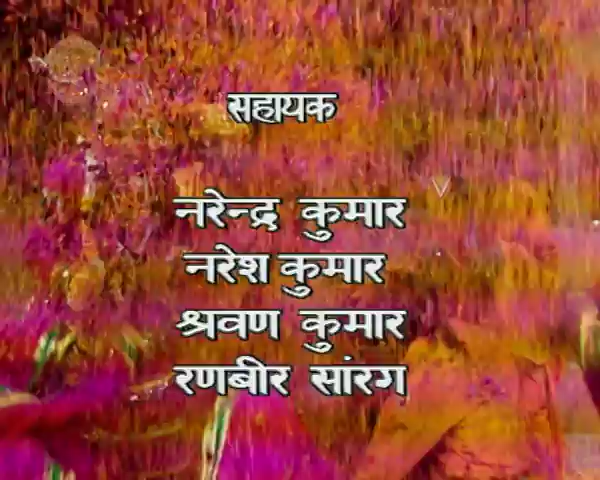 सहायक
नरेन्द्र कुमार
नरेश कुमार
श्रवण कुमार
रणबीर सांरग